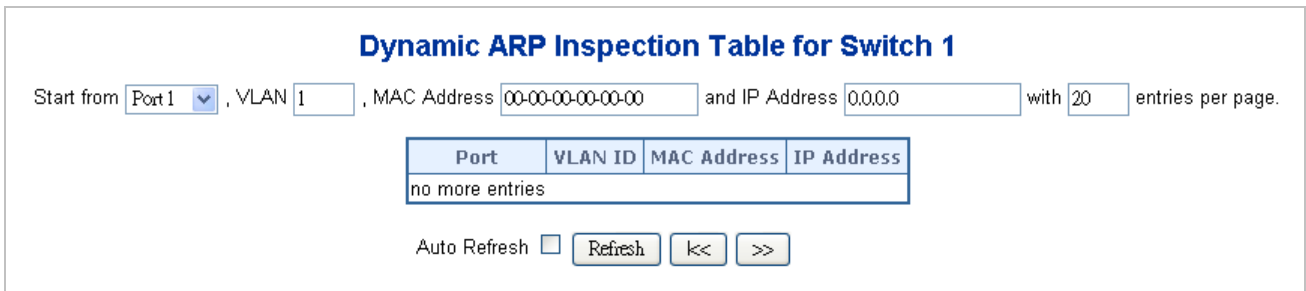 Dynamic ARP Inspection Table for Switch 1
Start from Port 1 , VLAN 1 , MAC Address 00-00-00-00-00-00 and IP Address 0.0.0.0 with 20 entries per page.
Port VLAN ID MAC Address IP Address
no more entries
Auto Refresh Refresh |<< >>